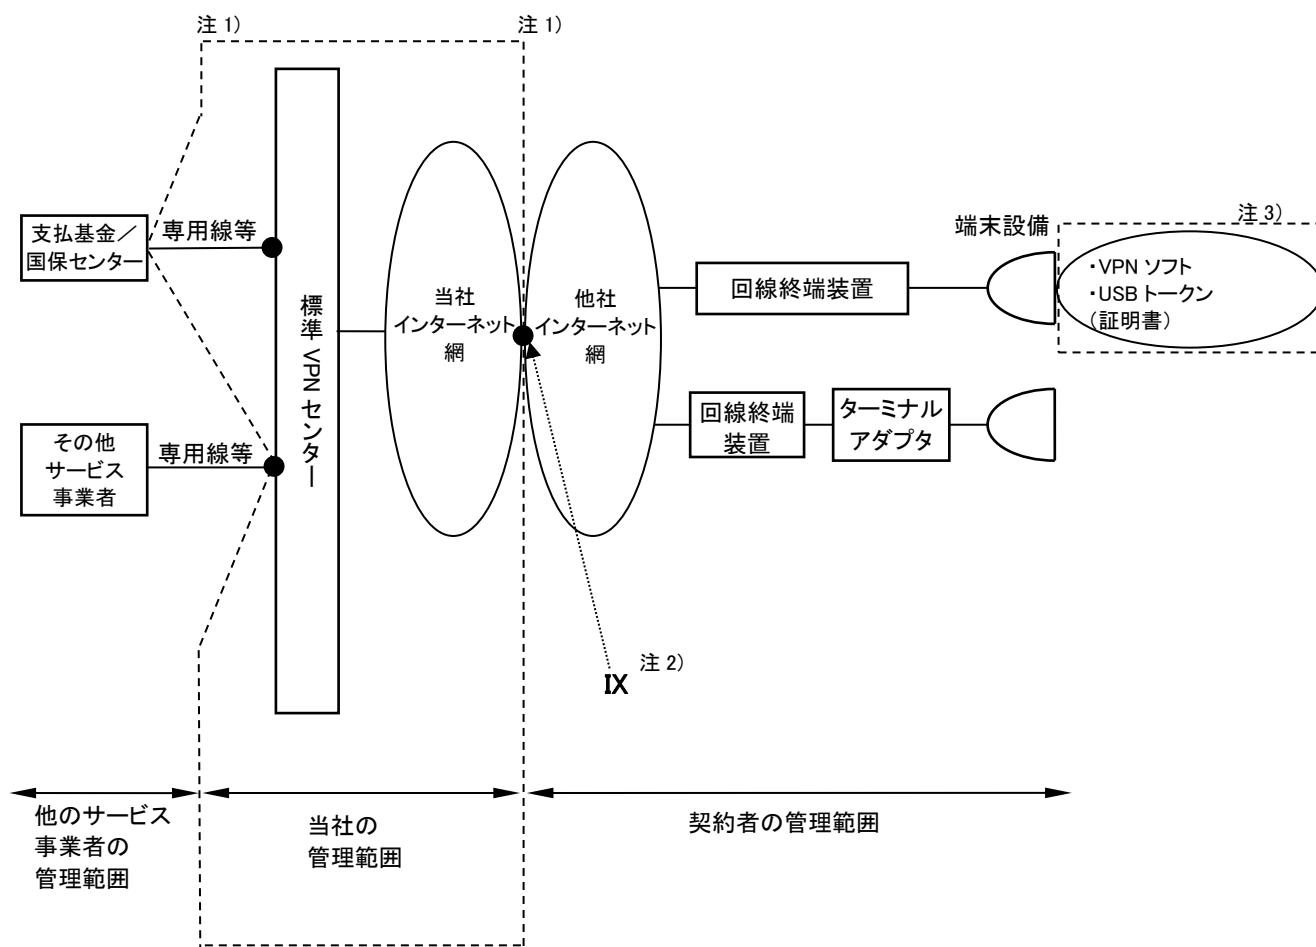 注 1)
注 1)
支払基金／
国保センター
専用線等
その他
サービス
事業者
専用線等
標準 VPN センター
当社
インターネット
網
他社
インターネット
網
回線終端装置
端末設備
注 3)
・VPN ソフト
・USB トークン
（証明書）
回線終端
装置
ターミナル
アダプタ
IX
注 2)
他のサービス
事業者の
管理範囲
当社の
管理範囲
契約者の管理範囲